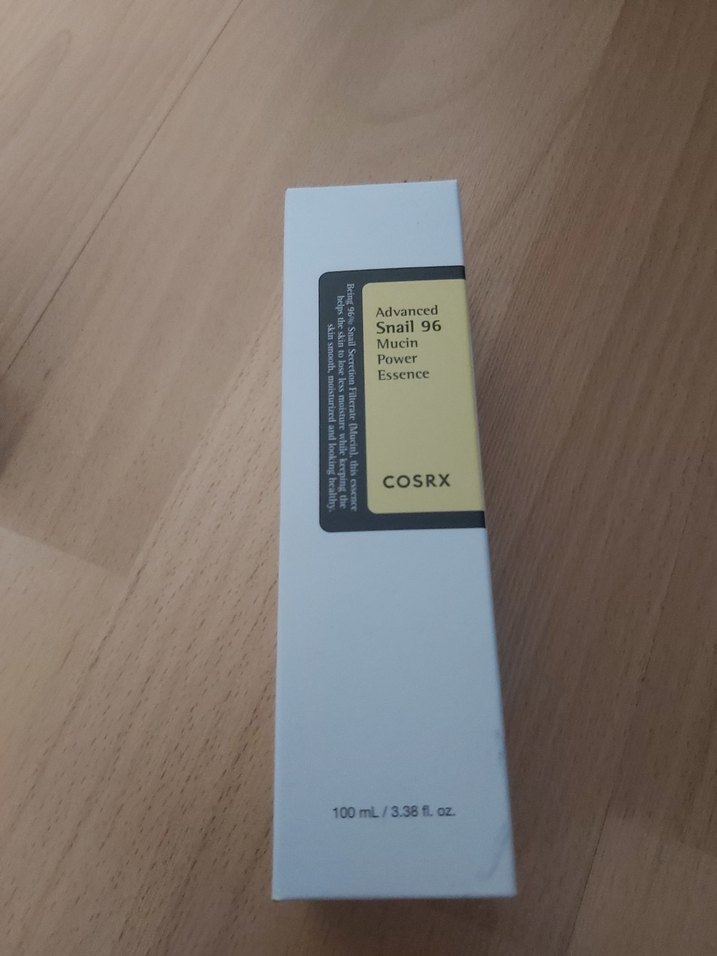 Advanced
Snail 96
Mucin
Power
Essence
COSRX
Being 96% Snail Secretion Filterate (Mucin), this essence
helps the skin to lose less moisture while keeping the
skin smooth, moisturized and looking healthy.
100 mL / 3.38 fl. oz.